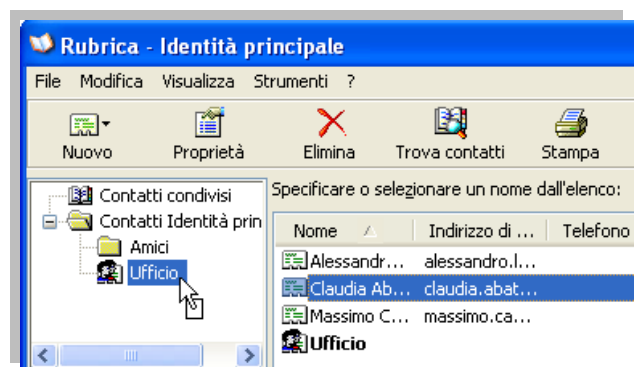 Rubrica - Identità principale
File Modifica Visualizza Strumenti ?
Nuovo Proprietà Elimina Trova contatti Stampa
Contatti condivisi
Contatti Identità prin
Amici
Ufficio
Specificare o selezionare un nome dall'elenco:
Nome Indirizzo di ... Telefono
Alessandr... alessandro.l...
Claudia Ab... claudia.abat...
Massimo C... massimo.ca...
Ufficio